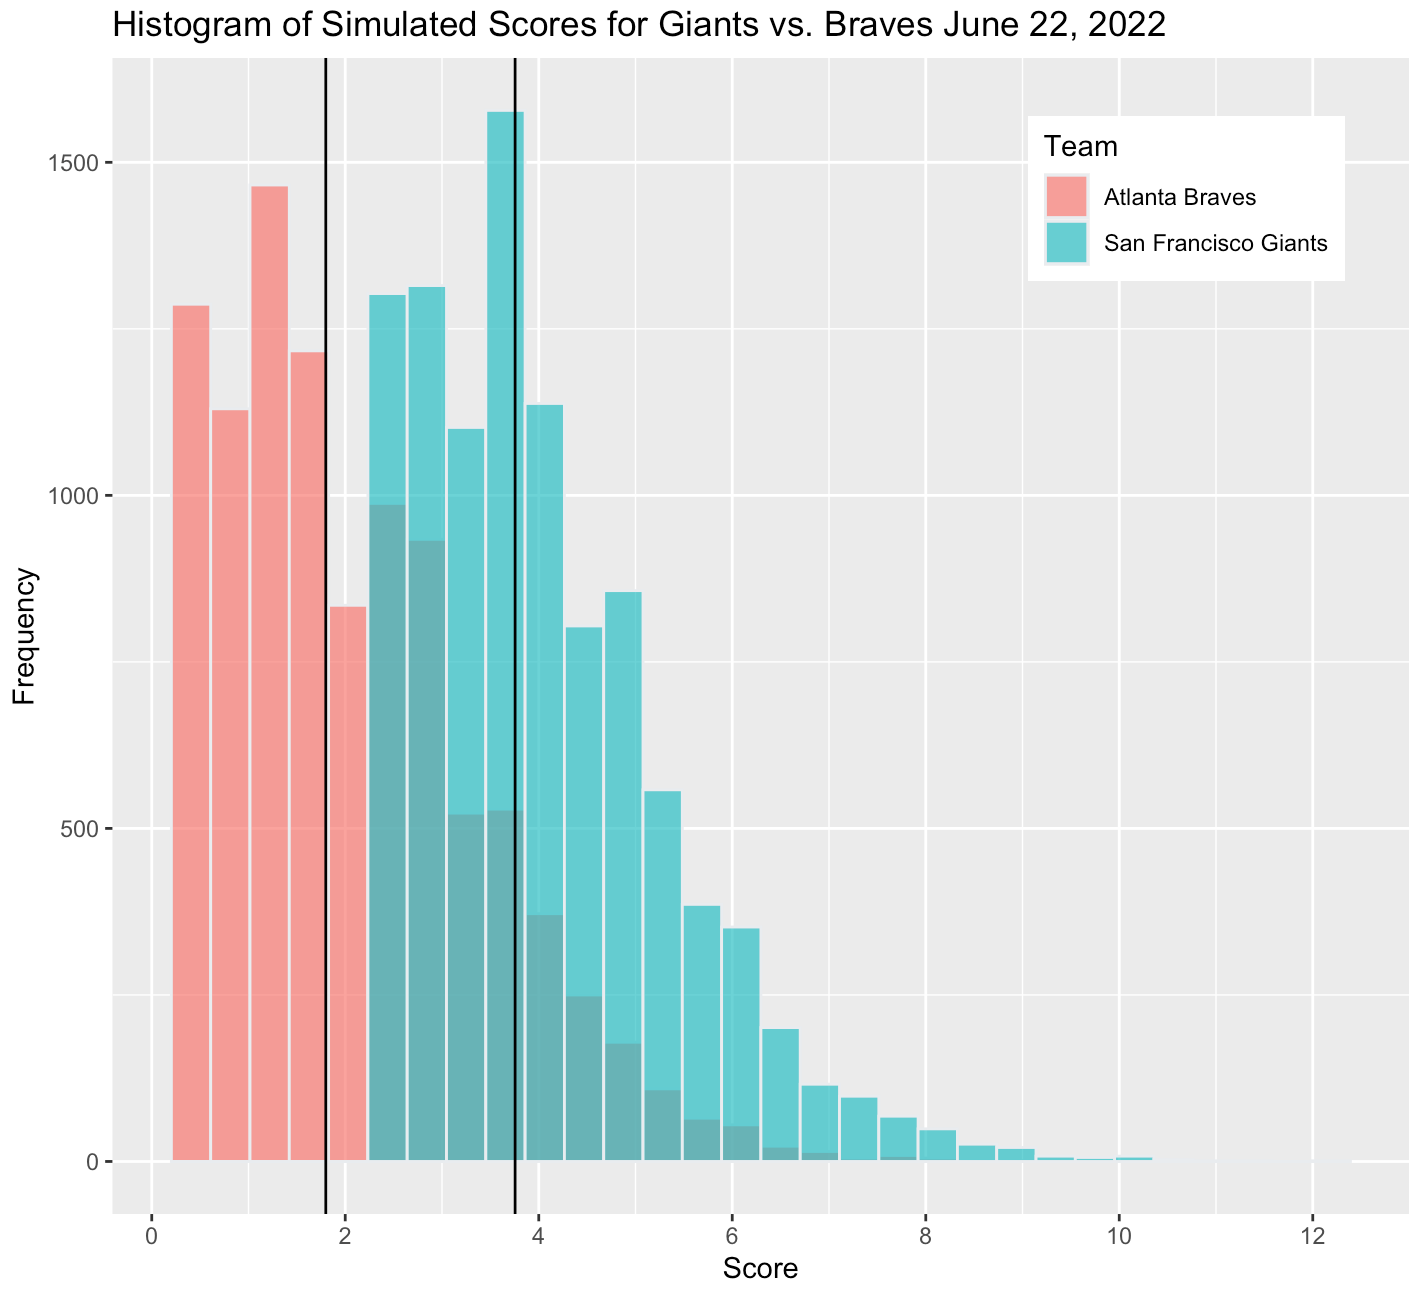 Histogram of Simulated Scores for Giants vs. Braves June 22, 2022
Team
Atlanta Braves
San Francisco Giants
1500
1000
500
0
Frequency
0 2 4 6 8 10 12
Score